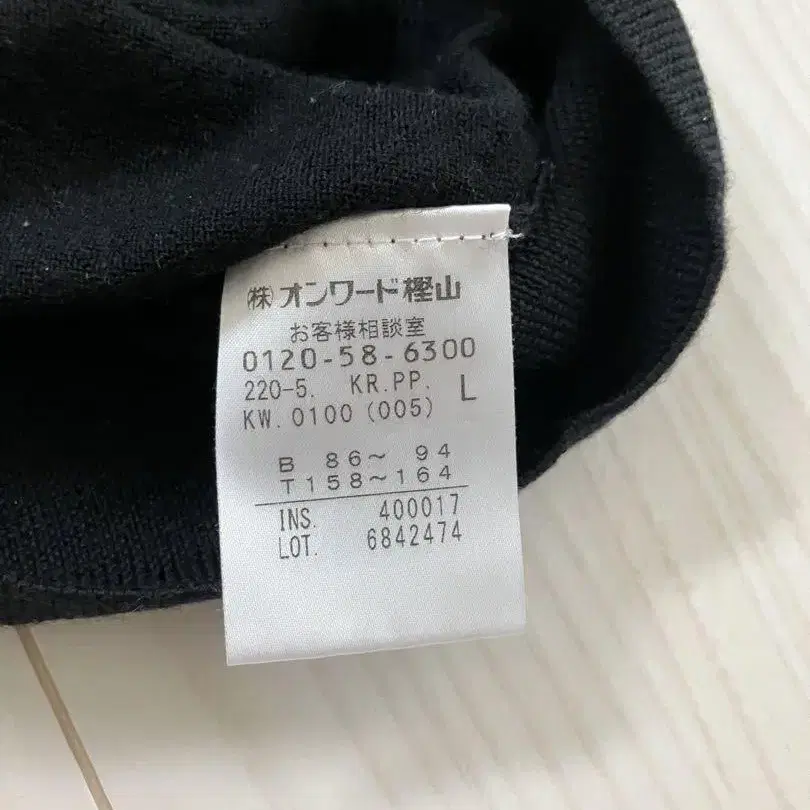 ㈱オンワード樫山
お客様相談室
0120-58-6300
220-5. KR.PP. L
KW.0100 (005)
B 86～ 94
T 158～164
INS. 400017
LOT. 6842474